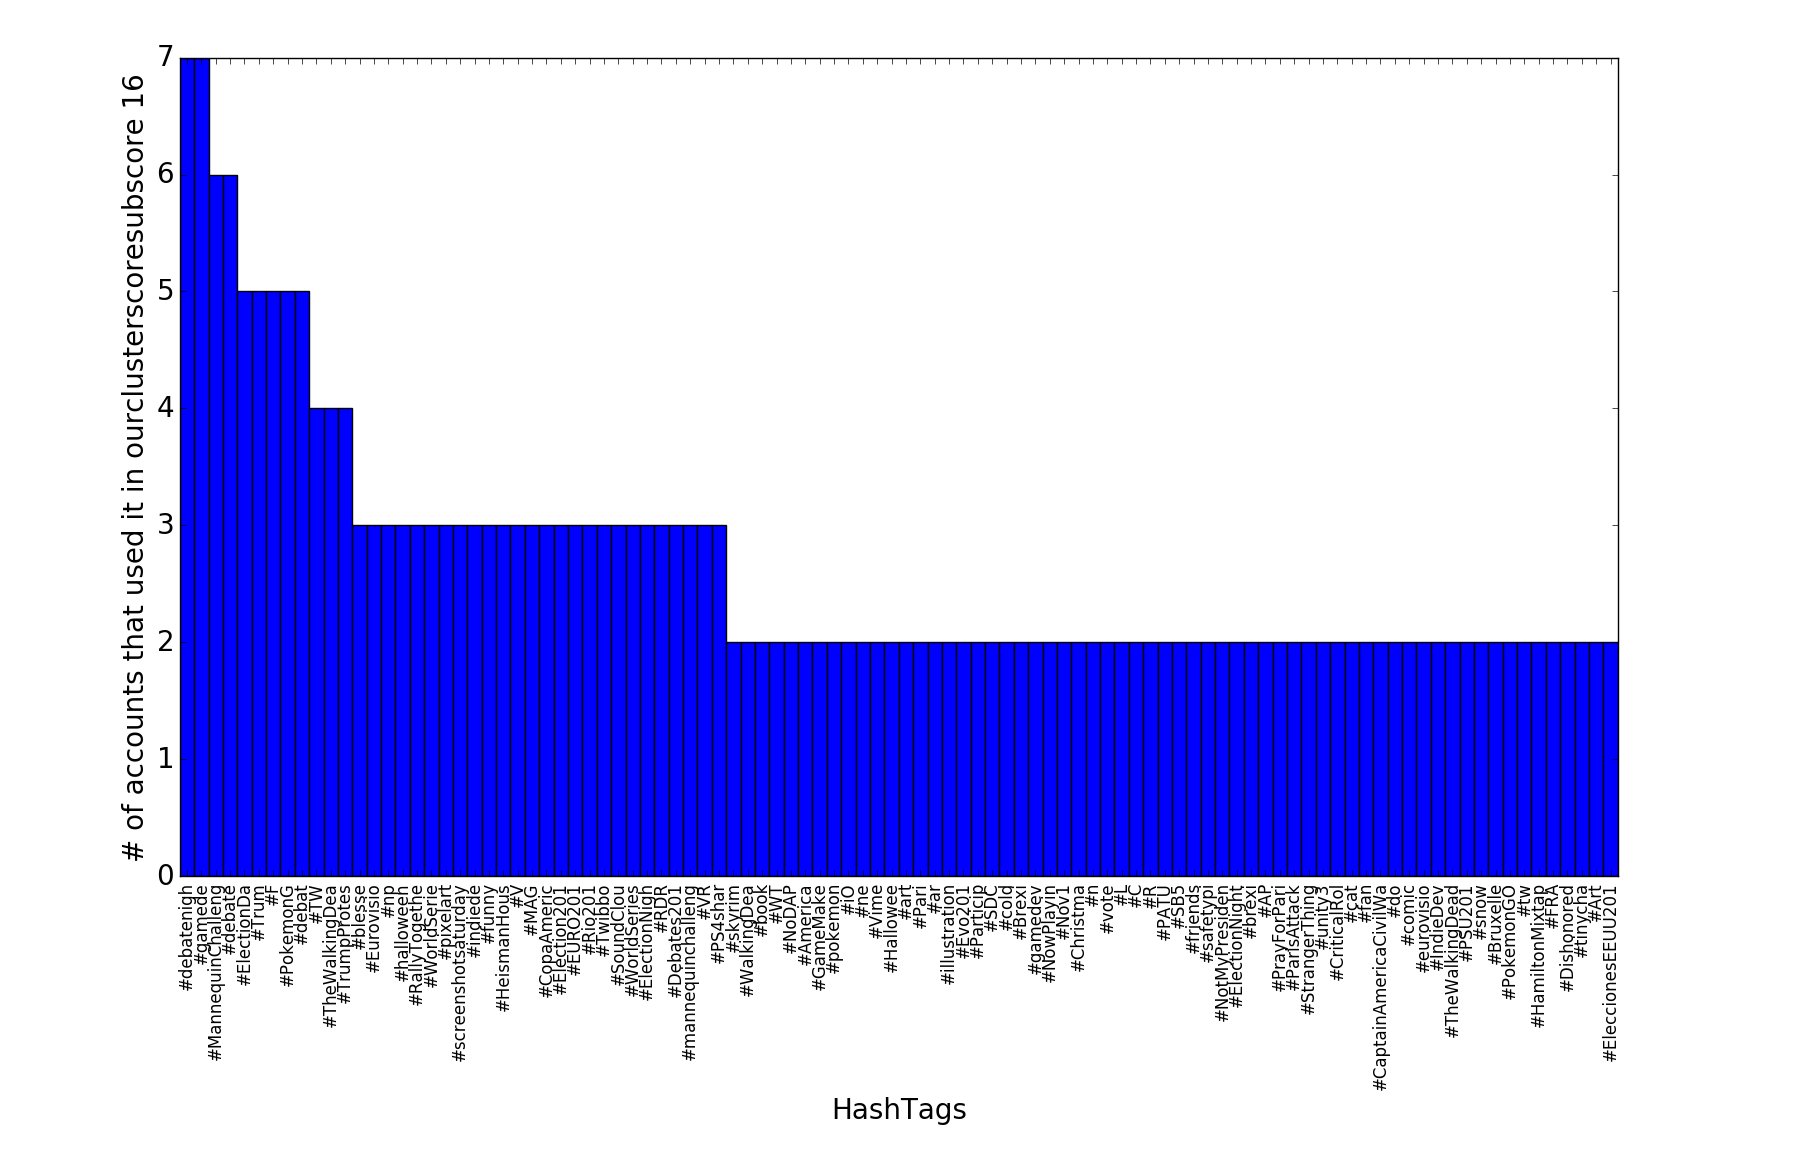 # of accounts that used it in ourclusterscoresubscore 16
7
6
5
4
3
2
1
0
#debatenigh
#gamede
#MannequinChalleng
#debate
#ElectionDa
#Trum
#F
#PokemonG
#debat
#TW
#TheWalkingDea
#TrumpProtes
#blesse
#Eurovisio
#np
#halloween
#RallyTogethe
#WorldSerie
#pixelart
#screenshotsaturday
#indiede
#funny
#HeismanHous
#V
#MAG
#CopaAmeric
#Election201
#EURO201
#Rio201
#Twibbo
#SoundClou
#WorldSeries
#ElectionNigh
#RDR
#Debates201
#mannequinchalleng
#VR
#PS4shar
#skyrim
#WalkingDea
#book
#WT
#NoDAP
#America
#GameMake
#pokemon
#iO
#ne
#Vime
#Hallowee
#art
#Pari
#ar
#illustration
#Evo201
#Particip
#SDC
#cold
#Brexi
#gamedev
#NowPlayin
#Nov1
#Christma
#n
#vote
#L
#C
#R
#PATU
#SB5
#friends
#safetypi
#NotMyPresiden
#ElectionNight
#brexi
#AP
#PrayForPari
#ParisAttack
#StrangerThing
#unity3
#CriticalRol
#cat
#fan
#CaptainAmericaCivilWa
#do
#comic
#eurovisio
#IndieDev
#TheWalkingDead
#PSU201
#snow
#Bruxelle
#PokemonGO
#tw
#HamiltonMixtap
#FRA
#Dishonored
#tinycha
#Art
#EleccionesEEUU201
HashTags